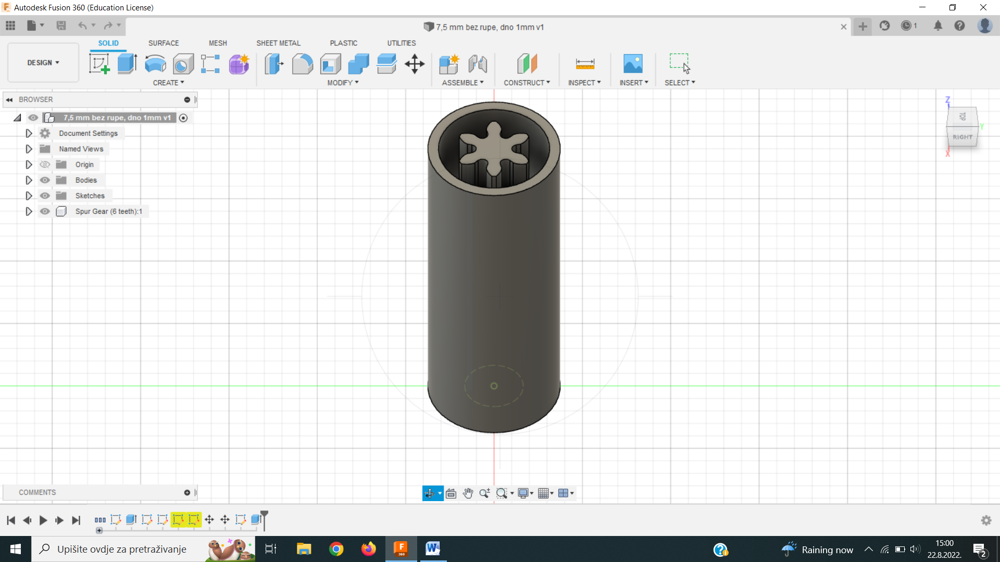 Autodesk Fusion 360 (Education License)
7,5 mm bez rupe, dno 1mm v1
1
DESIGN
SOLID
SURFACE
MESH
SHEET METAL
PLASTIC
UTILITIES
CREATE
MODIFY
ASSEMBLE
CONSTRUCT
INSPECT
INSERT
SELECT
BROWSER
7,5 mm bez rupe, dno 1mm v1
Document Settings
Named Views
Origin
Bodies
Sketches
Spur Gear (6 teeth):1
Z
TOP
Y
RIGHT
X
COMMENTS
Upišite ovdje za pretraživanje
F
360
W
Raining now
15:00
22.8.2022.
2